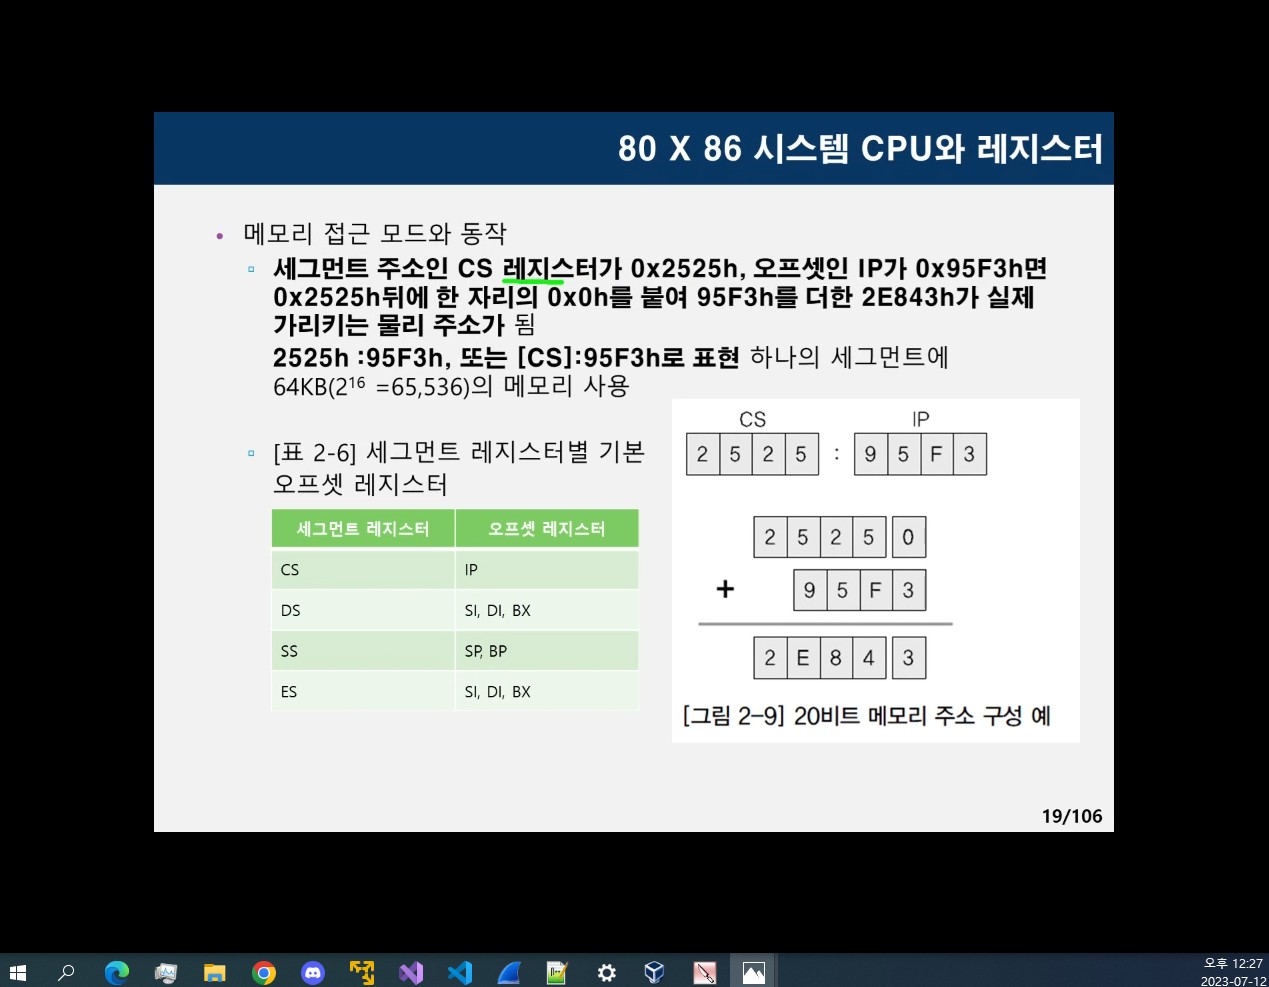 80 X 86 시스템 CPU와 레지스터
• 메모리 접근 모드와 동작
세그먼트 주소인 CS 레지스터가 0x2525h, 오프셋인 IP가 0x95F3h면
0x2525h뒤에 한 자리의 0x0h를 붙여 95F3h를 더한 2E843h가 실제
가리키는 물리 주소가 됨
2525h :95F3h, 또는 [CS]:95F3h로 표현 하나의 세그먼트에
64KB(2¹⁶ =65,536)의 메모리 사용
[표 2-6] 세그먼트 레지스터별 기본
오프셋 레지스터
세그먼트 레지스터 오프셋 레지스터
CS IP
DS SI, DI, BX
SS SP, BP
ES SI, DI, BX
CS IP
2 5 2 5 : 9 5 F 3
2 5 2 5 0
+ 9 5 F 3
2 E 8 4 3
[그림 2-9] 20비트 메모리 주소 구성 예
19/106
오후 12:27
2023-07-12